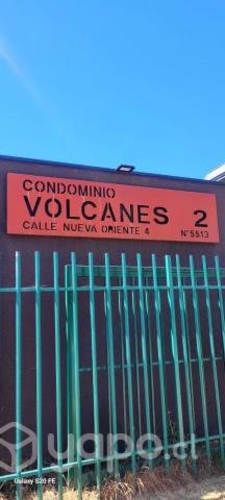 CONDOMINIO
VOLCANES 2
CALLE NUEVA ORIENTE 4 N°5513
yapo.cl
Galaxy S20 FE